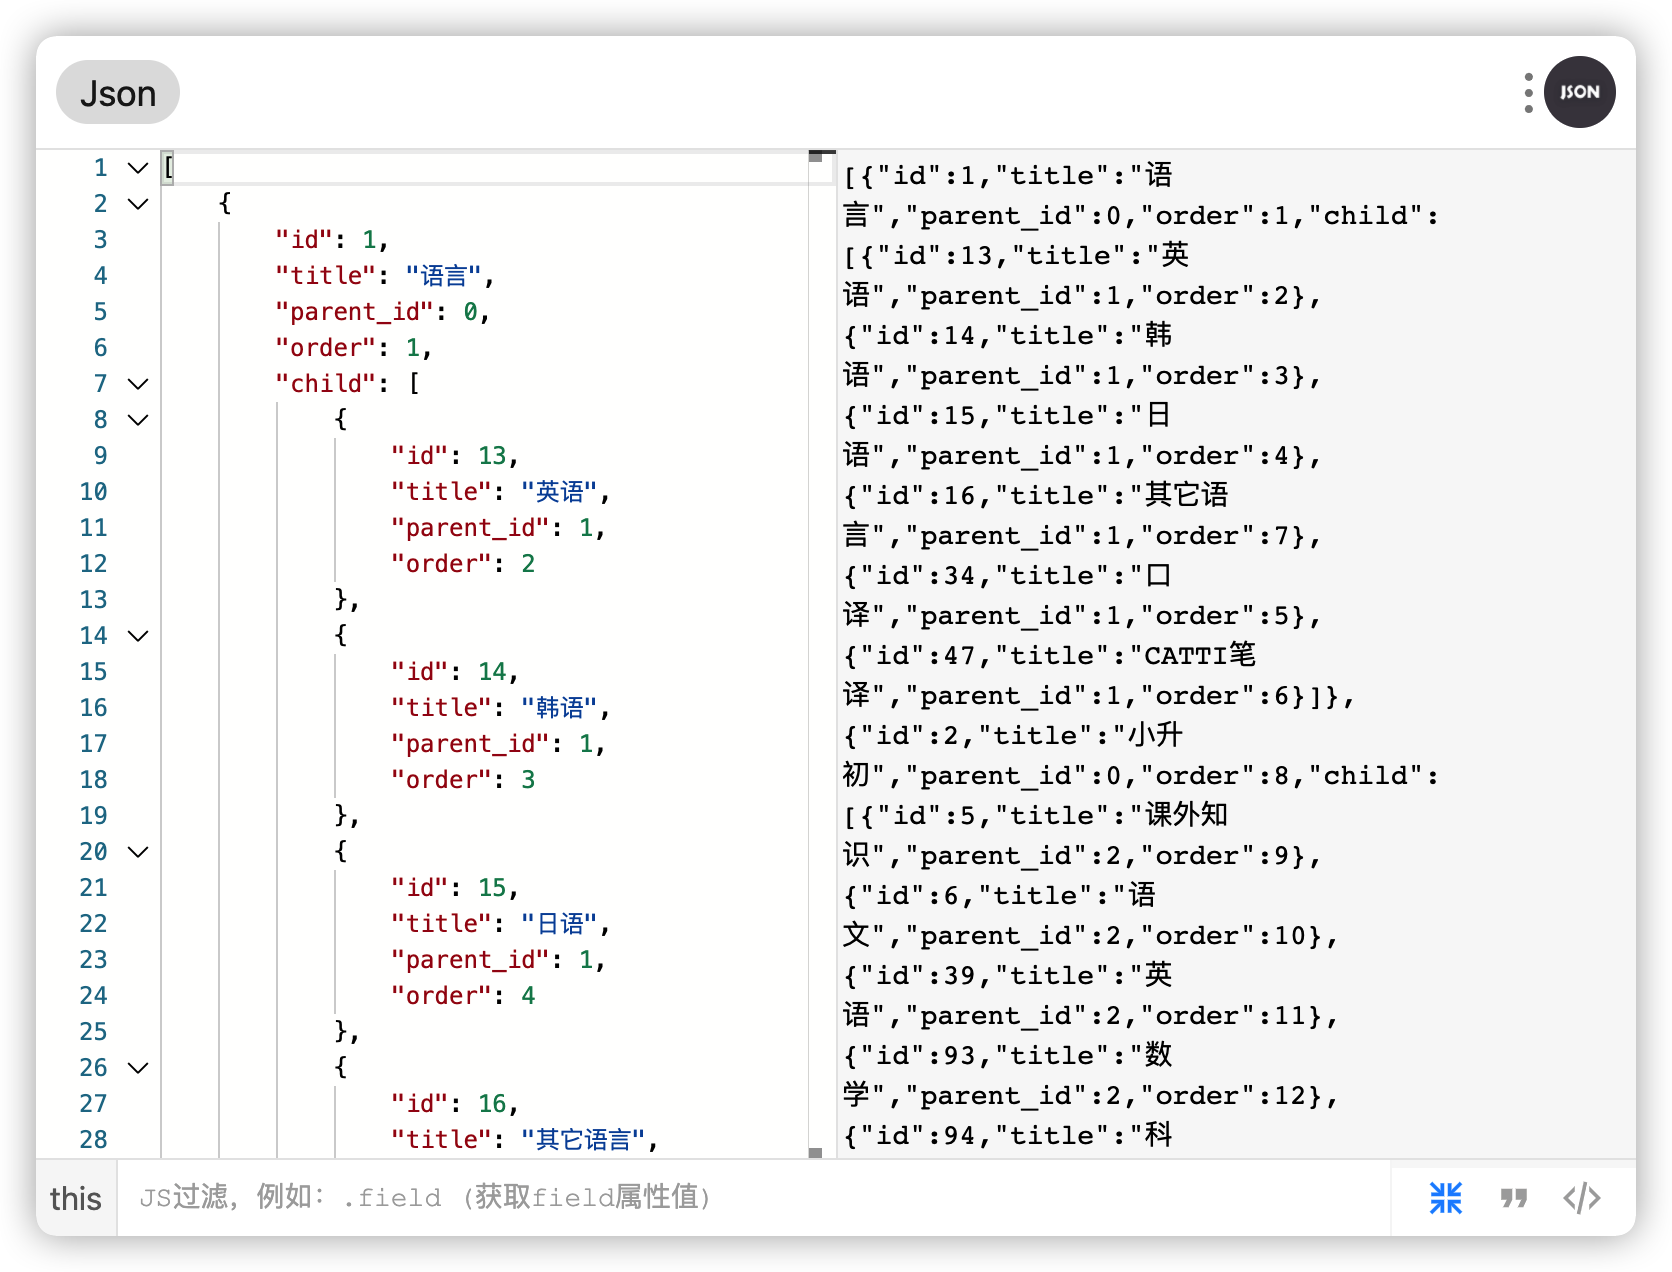 Json
JSON
1 [
2 {
3 "id": 1,
4 "title": "语言",
5 "parent_id": 0,
6 "order": 1,
7 "child": [
8 {
9 "id": 13,
10 "title": "英语",
11 "parent_id": 1,
12 "order": 2
13 },
14 {
15 "id": 14,
16 "title": "韩语",
17 "parent_id": 1,
18 "order": 3
19 },
20 {
21 "id": 15,
22 "title": "日语",
23 "parent_id": 1,
24 "order": 4
25 },
26 {
27 "id": 16,
28 "title": "其它语言",
[{"id":1,"title":"语
言","parent_id":0,"order":1,"child":
[{"id":13,"title":"英
语","parent_id":1,"order":2},
{"id":14,"title":"韩
语","parent_id":1,"order":3},
{"id":15,"title":"日
语","parent_id":1,"order":4},
{"id":16,"title":"其它语
言","parent_id":1,"order":7},
{"id":34,"title":"口
译","parent_id":1,"order":5},
{"id":47,"title":"CATTI笔
译","parent_id":1,"order":6}]},
{"id":2,"title":"小升
初","parent_id":0,"order":8,"child":
[{"id":5,"title":"课外知
识","parent_id":2,"order":9},
{"id":6,"title":"语
文","parent_id":2,"order":10},
{"id":39,"title":"英
语","parent_id":2,"order":11},
{"id":93,"title":"数
学","parent_id":2,"order":12},
{"id":94,"title":"科
this
JS过滤，例如：.field (获取field属性值)